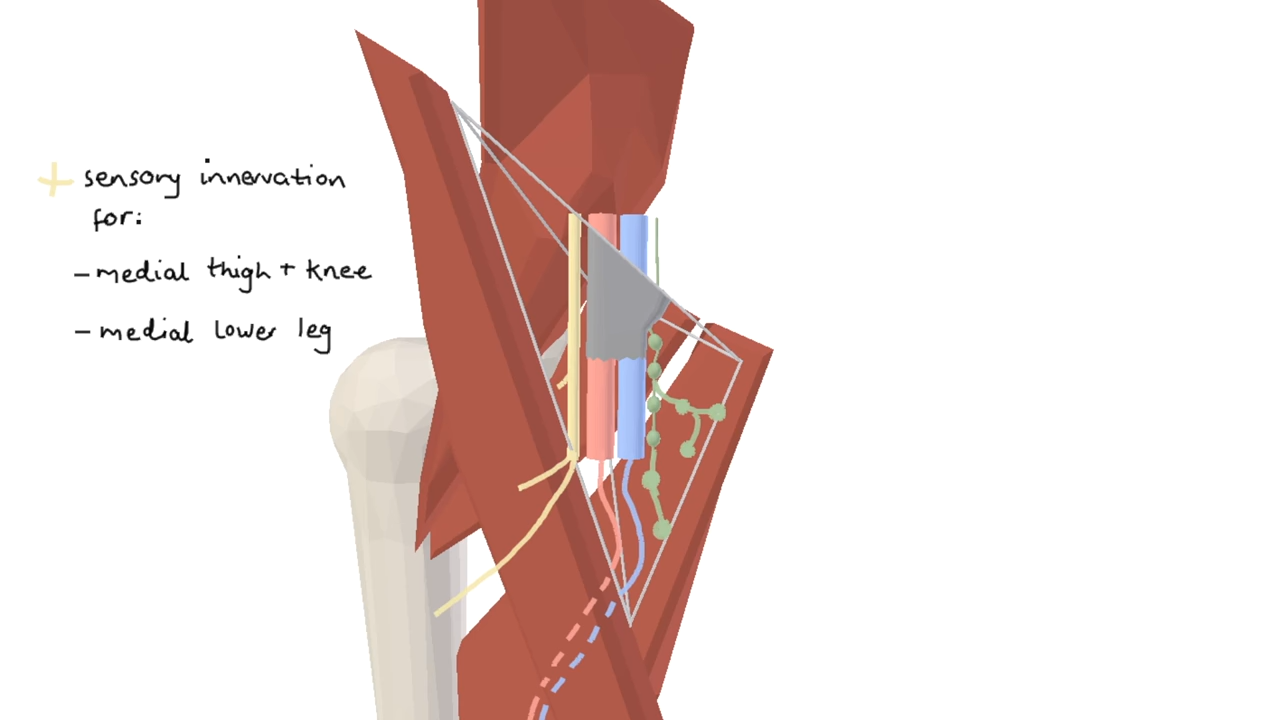 + sensory innervation
for:
- medial thigh + knee
- medial lower leg